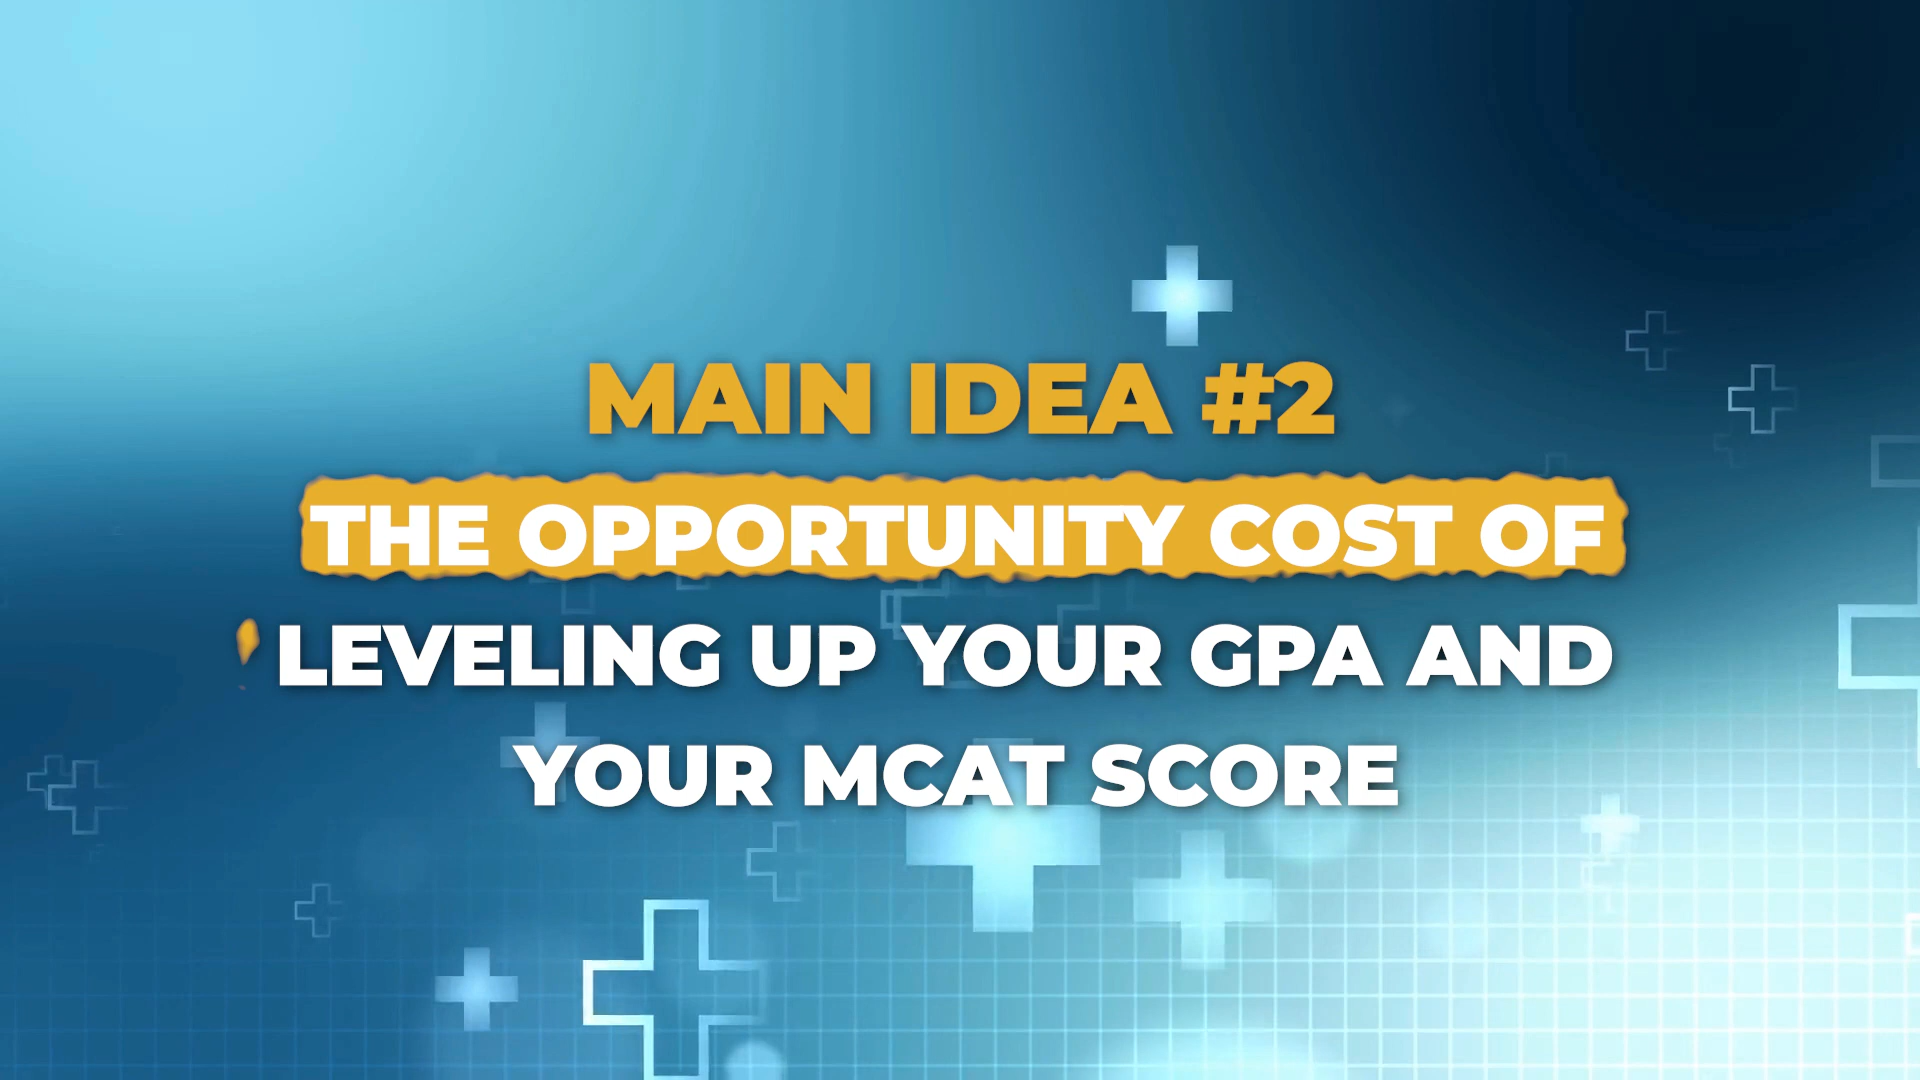 MAIN IDEA #2
THE OPPORTUNITY COST OF
LEVELING UP YOUR GPA AND
YOUR MCAT SCORE